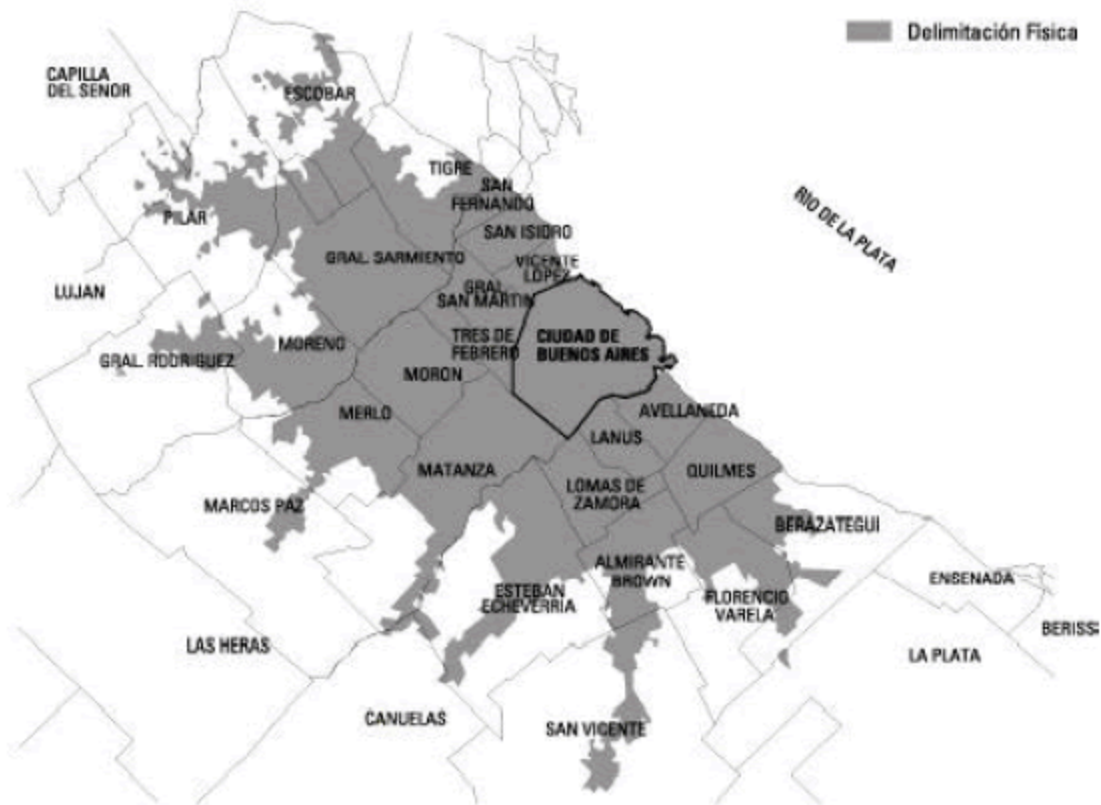 Delimitación Física
CAPILLA
DEL SENOR
ESCOBAR
TIGRE
SAN
FERNANDO
RIO DE LA PLATA
PILAR
SAN ISIDRO
GRAL. SARMIENTO
VICENTE
LOPEZ
LUJAN
GRAL.
SAN MARTIN
TRES DE
FEBRERO
CIUDAD DE
BUENOS AIRES
MORENO
GRAL. RODRIGUEZ
MORON
MERLO
AVELLANEDA
LANUS
MATANZA
QUILMES
LOMAS DE
ZAMORA
MARCOS PAZ
BERAZATEGUI
ALMIRANTE
BROWN
ENSENADA
ESTEBAN
ECHEVERRIA
FLORENCIO
VARELA
BERISS
LAS HERAS
LA PLATA
CANUELAS
SAN VICENTE